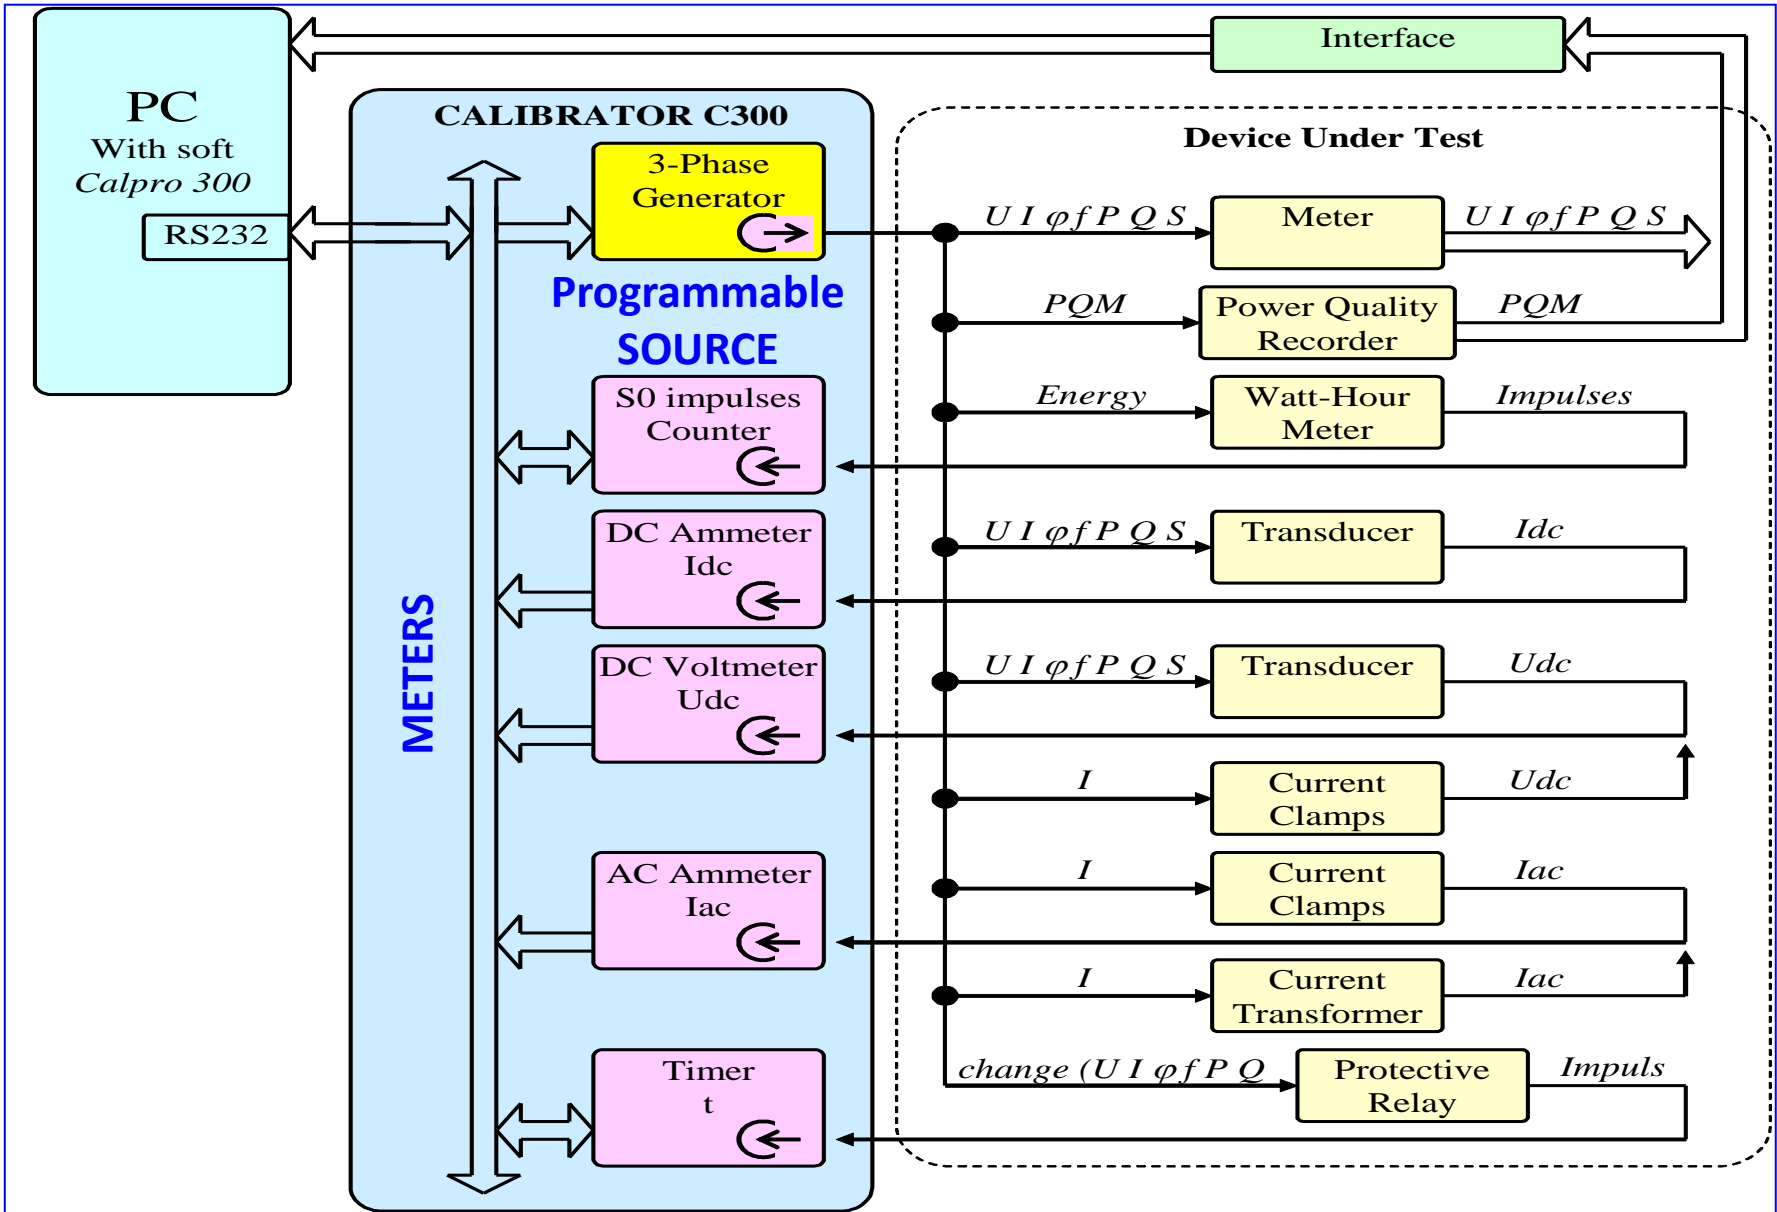 PC
With soft
Calpro 300
RS232
Interface
CALIBRATOR C300
3-Phase
Generator
Programmable
SOURCE
S0 impulses
Counter
DC Ammeter
Idc
DC Voltmeter
Udc
AC Ammeter
Iac
Timer
t
METERS
Device Under Test
U I φ f P Q S
Meter
U I φ f P Q S
PQM
Power Quality
Recorder
PQM
Energy
Watt-Hour
Meter
Impulses
U I φ f P Q S
Transducer
Idc
U I φ f P Q S
Transducer
Udc
I
Current
Clamps
Udc
I
Current
Clamps
Iac
I
Current
Transformer
Iac
change (U I φ f P Q
Protective
Relay
Impuls